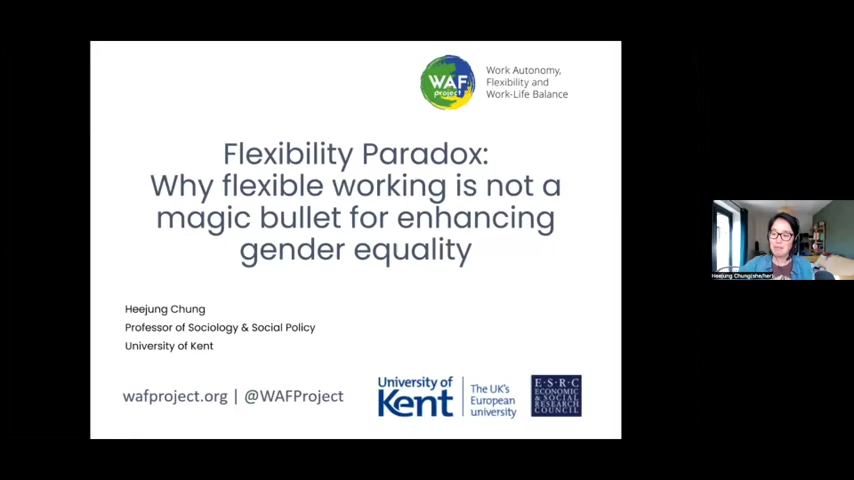 WAF
project
Work Autonomy,
Flexibility and
Work-Life Balance
Flexibility Paradox:
Why flexible working is not a
magic bullet for enhancing
gender equality
Heejung Chung
Professor of Sociology & Social Policy
University of Kent
wafproject.org | @WAFProject
University of
Kent
The UK's
European
university
E·S·R·C
ECONOMIC
& SOCIAL
RESEARCH
COUNCIL
Heejung Chung(she/her)